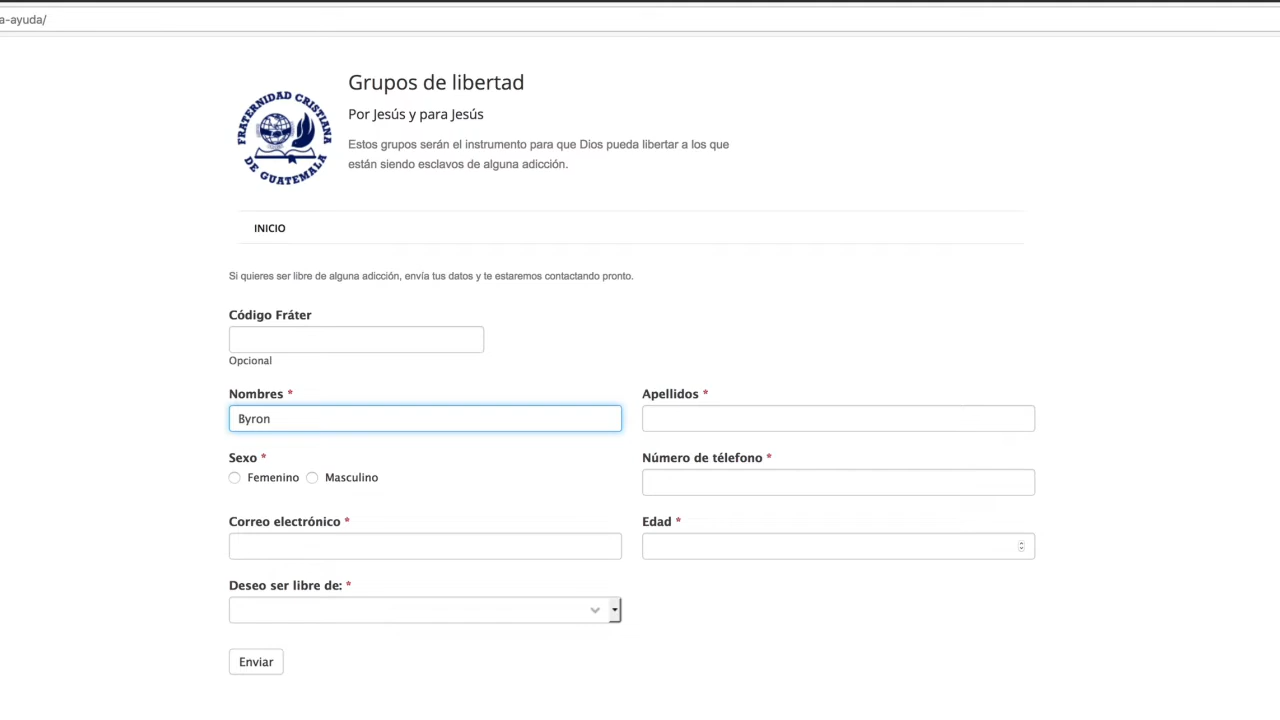 a-ayuda/
Grupos de libertad
FRATERNIDAD CRISTIANA
DE GUATEMALA
Por Jesús y para Jesús
Estos grupos serán el instrumento para que Dios pueda libertar a los que
están siendo esclavos de alguna adicción.
INICIO
Si quieres ser libre de alguna adicción, envía tus datos y te estaremos contactando pronto.
Código Fráter
Opcional
Nombres * Apellidos *
Byron
Sexo * Número de télefono *
Femenino Masculino
Correo electrónico * Edad *
Deseo ser libre de: *
Enviar